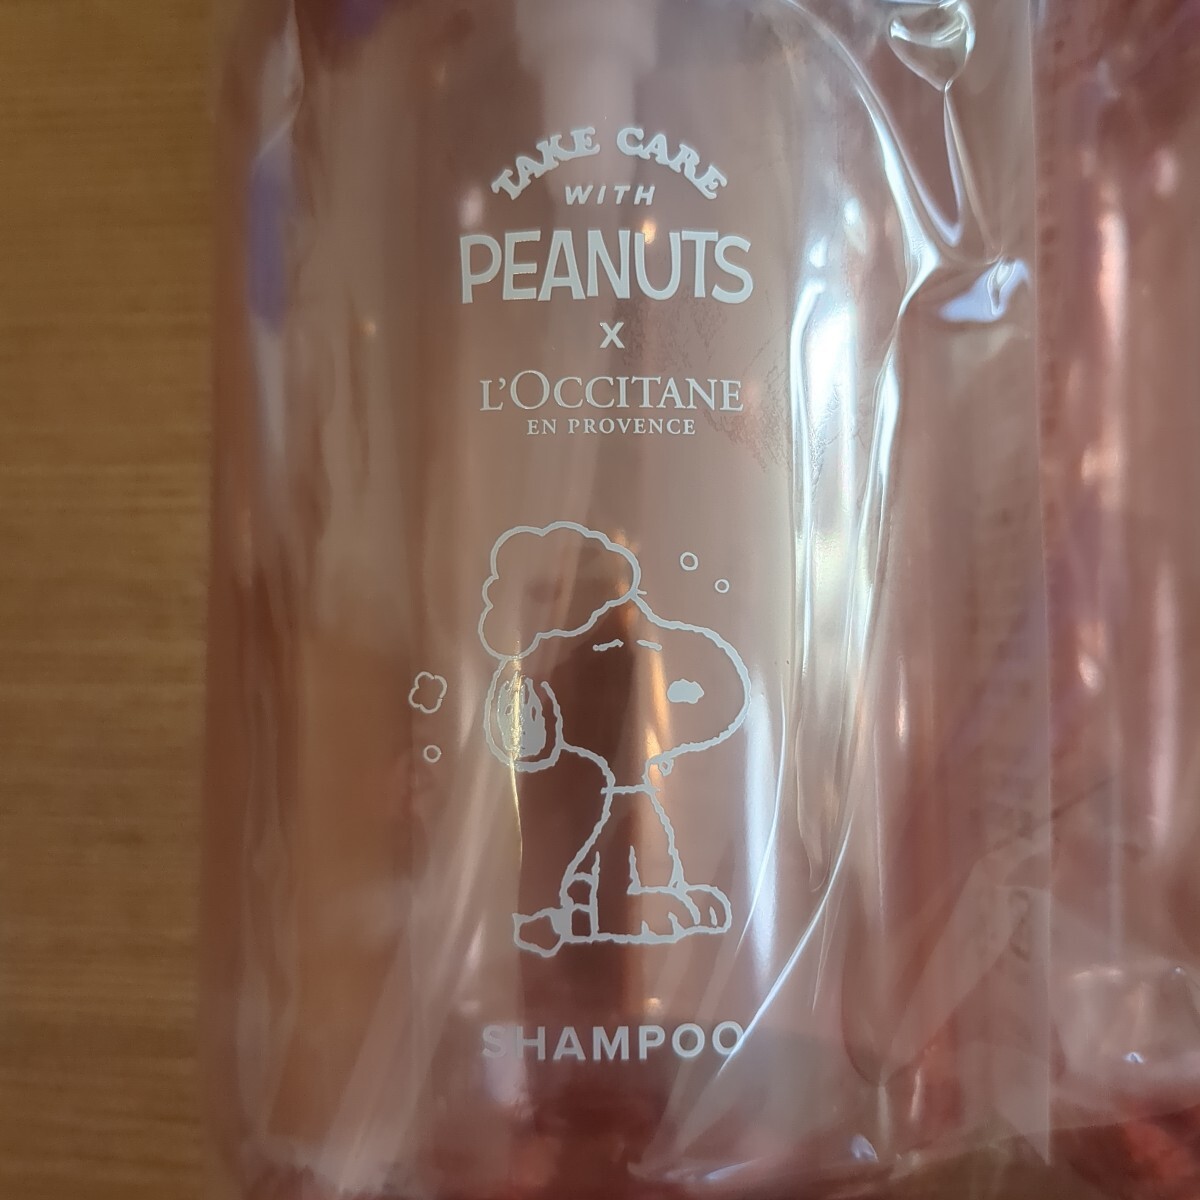 TAKE CARE
WITH
PEANUTS
X
L'OCCITANE
EN PROVENCE
SHAMPOO